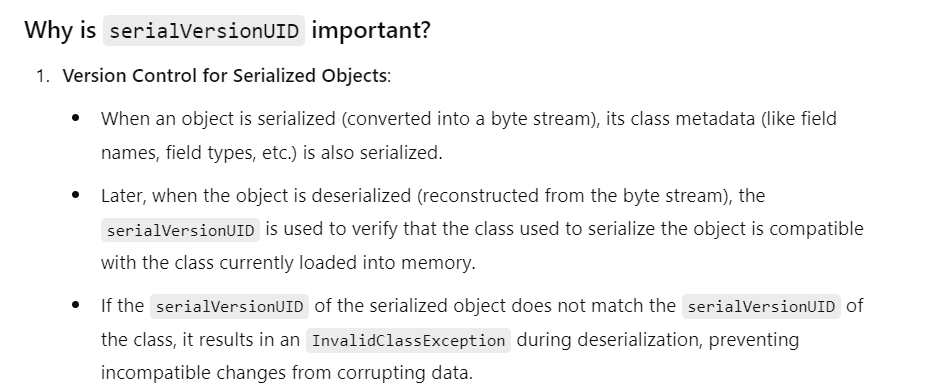 Why is serialVersionUID important?
1. Version Control for Serialized Objects:
• When an object is serialized (converted into a byte stream), its class metadata (like field
names, field types, etc.) is also serialized.
• Later, when the object is deserialized (reconstructed from the byte stream), the
serialVersionUID is used to verify that the class used to serialize the object is compatible
with the class currently loaded into memory.
• If the serialVersionUID of the serialized object does not match the serialVersionUID of
the class, it results in an InvalidClassException during deserialization, preventing
incompatible changes from corrupting data.